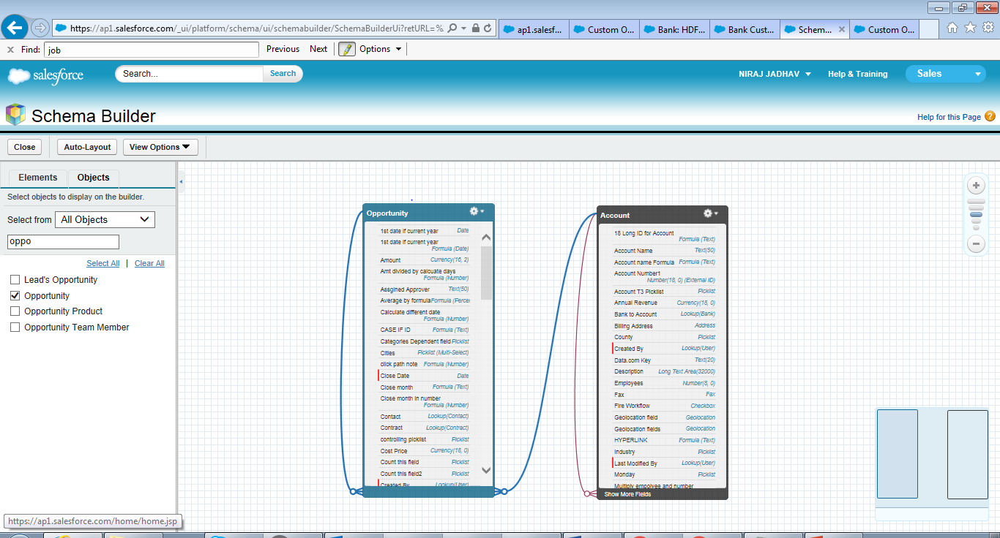 https://ap1.salesforce.com/_ui/platform/schema/ui/schemabuilder/SchemaBuilderUi?retURL=%
ap1.salesf...
Custom O...
Bank: HDF...
Bank Cust...
Schem...
Custom O...
Find: job
Previous Next Options
salesforce
Search...
Search
NIRAJ JADHAV
Help & Training
Sales
Schema Builder
Help for this Page
Close
Auto-Layout
View Options
Elements
Objects
Select objects to display on the builder.
Select from All Objects
oppo
Select All | Clear All
Lead's Opportunity
Opportunity
Opportunity Product
Opportunity Team Member
Opportunity
1st date if current year Date
1st date if current year
Formula (Date)
Amount Currency(16, 2)
Amt divided by calcuate days
Formula (Number)
Assgined Approver Text(50)
Average by formula Formula (Percen
Calculate different date
Formula (Number)
CASE IF ID Formula (Text)
Categories Dependent field Picklist
Cities Picklist (Multi-Select)
click path note Formula (Number)
Close Date Date
Close month Formula (Text)
Close month in number
Formula (Number)
Contact Lookup(Contact)
Contract Lookup(Contract)
controlling picklist Picklist
Cost Price Currency(18, 0)
Count this field Picklist
Count this field2 Picklist
Created By Lookup(User)
Account
18 Long ID for Account
Formula (Text)
Account Name Text(50)
Account name Formula Formula (Text)
Account Number1
Number(18, 0) (External ID)
Account T3 Picklist Picklist
Annual Revenue Currency(18, 0)
Bank to Account Lookup(Bank)
Billing Address Address
County Picklist
Created By Lookup(User)
Data.com Key Text(20)
Description Long Text Area(32000)
Employees Number(8, 0)
Fax Fax
Fire Workflow Checkbox
Geolocation field Geolocation
Geolocation fields Geolocation
HYPERLINK Formula (Text)
Industry Picklist
Last Modified By Lookup(User)
Monday Picklist
Multiply empolyee and number
Show More Fields
https://ap1.salesforce.com/home/home.jsp